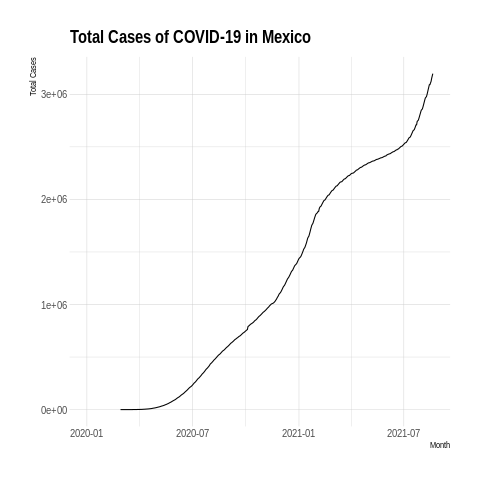 Total Cases of COVID-19 in Mexico
Total Cases
3e+06
2e+06
1e+06
0e+00
2020-01 2020-07 2021-01 2021-07
Month